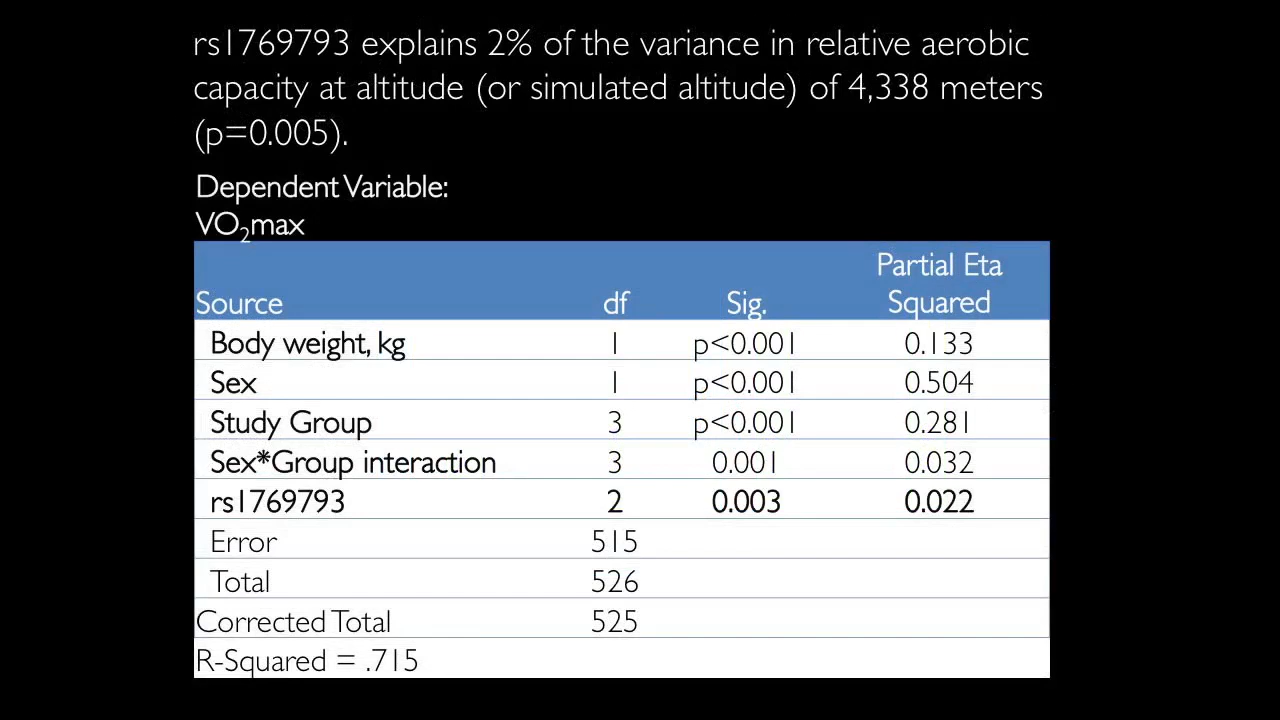 rs1769793 explains 2% of the variance in relative aerobic
capacity at altitude (or simulated altitude) of 4,338 meters
(p=0.005).
Dependent Variable:
VO₂max
Source df Sig. Partial Eta Squared
Body weight, kg 1 p<0.001 0.133
Sex 1 p<0.001 0.504
Study Group 3 p<0.001 0.281
Sex*Group interaction 3 0.001 0.032
rs1769793 2 0.003 0.022
Error 515
Total 526
Corrected Total 525
R-Squared = .715